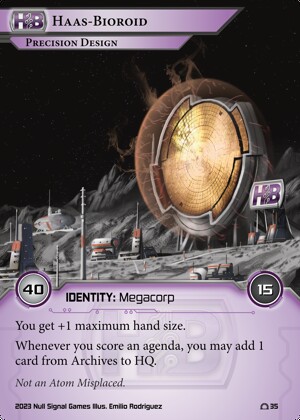 H B
HAAS-BIOROID
PRECISION DESIGN
H B
40
IDENTITY: Megacorp
15
You get +1 maximum hand size.
Whenever you score an agenda, you may add 1
card from Archives to HQ.
Not an Atom Misplaced.
2023 Null Signal Games Illus. Emilio Rodríguez
35